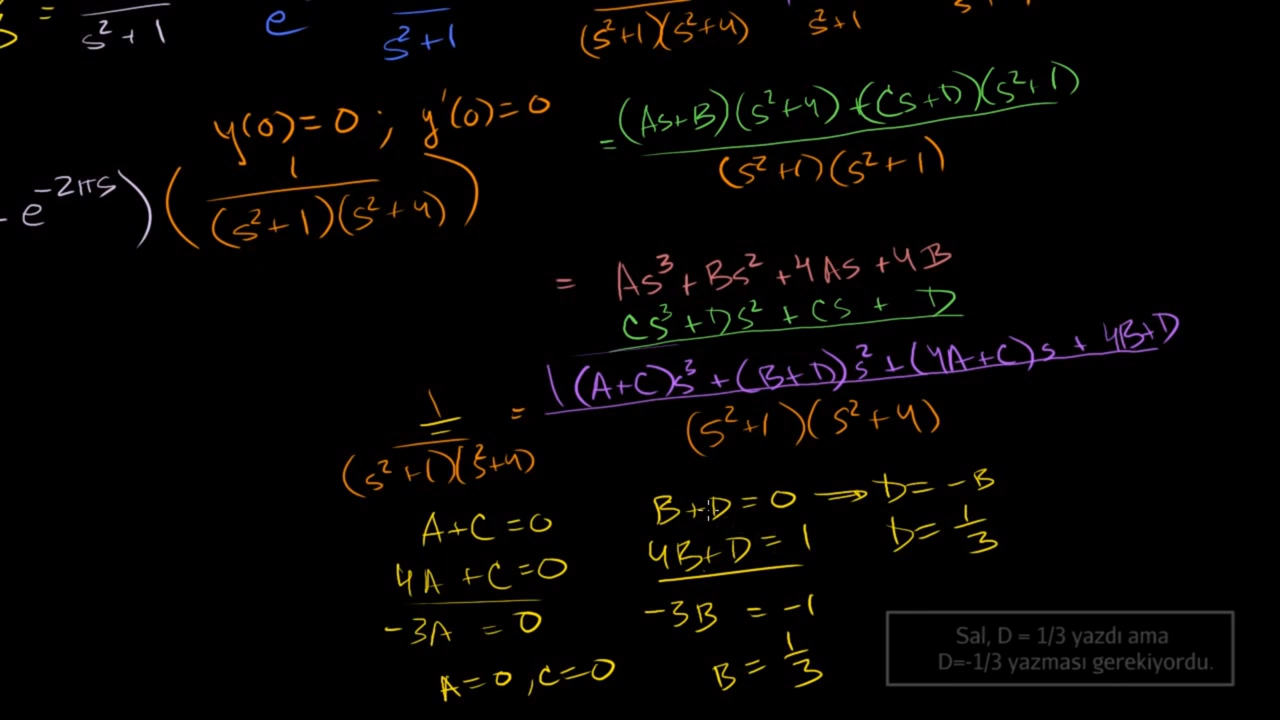 = 1/(s²+1) e 1/(s²+1) (s²+1)(s²+4) s²+1
y(0)=0 ; y'(0)=0
= ((As+B)(s²+4)+(Cs+D)(s²+1))/((s²+1)(s²+1))
- e^(-2πs)) (1/((s²+1)(s²+4)))
= As³+Bs²+4As+4B
Cs³+Ds²+Cs+D
1/((s²+1)(s²+4)) = ((A+C)s³+(B+D)s²+(4A+C)s+4B+D)/((s²+1)(s²+4))
A+C=0
4A+C=0
-3A = 0
A=0, C=0
B+D=0 → D=-B
4B+D=1
D=1/3
-3B = -1
B=1/3
Sal, D = 1/3 yazdı ama
D=-1/3 yazması gerekiyordu.